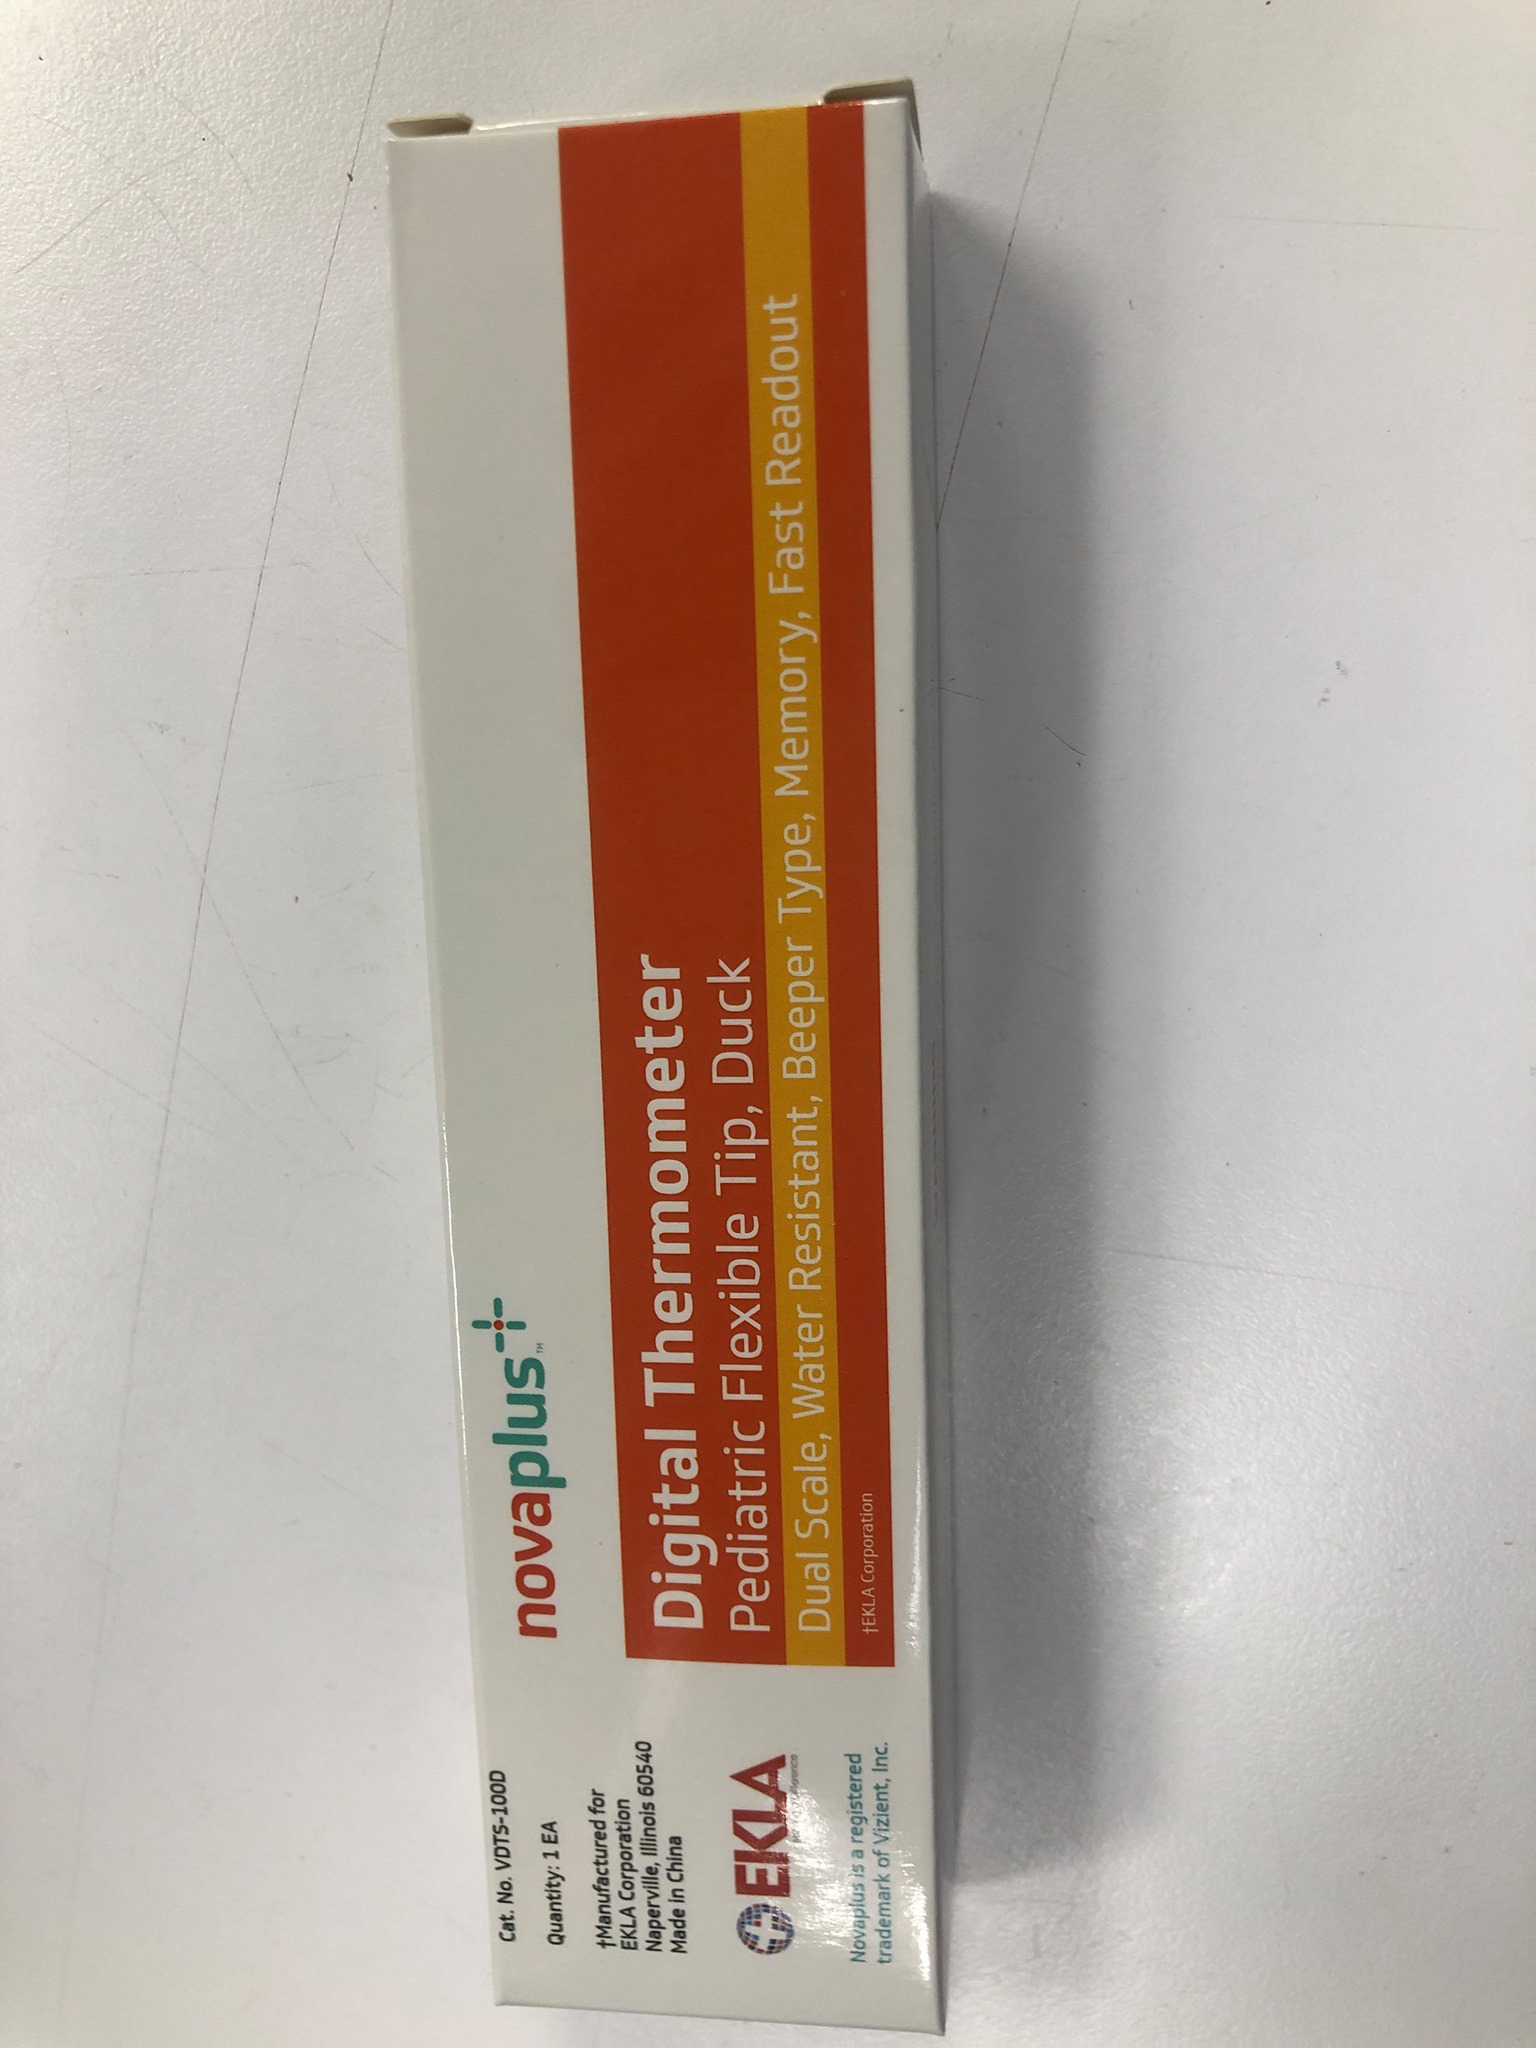 Cat. No. VDTS-100D
Quantity: 1 EA
†Manufactured for
EKLA Corporation
Naperville, Illinois 60540
Made in China
EKLA
Novaplus is a registered
trademark of Vizient, Inc.
novaplus™
Digital Thermometer
Pediatric Flexible Tip, Duck
Dual Scale, Water Resistant, Beeper Type, Memory, Fast Readout
†EKLA Corporation